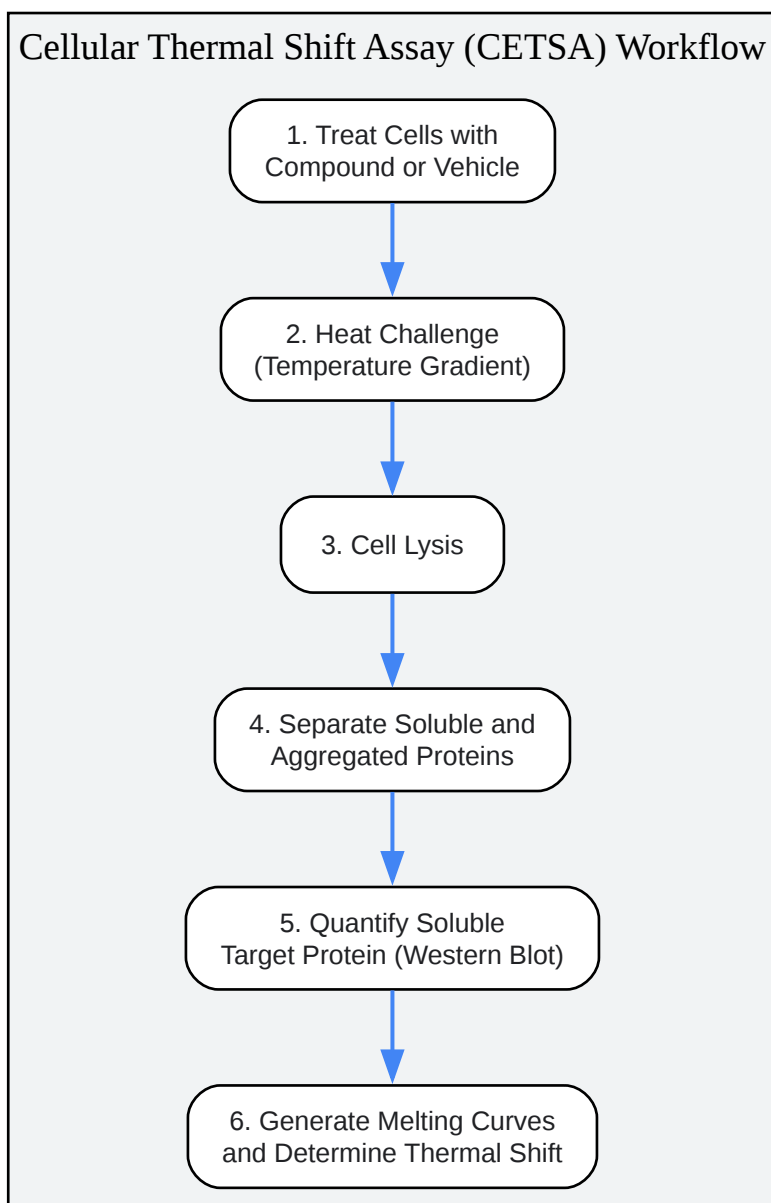 Cellular Thermal Shift Assay (CETSA) Workflow
1. Treat Cells with
Compound or Vehicle
2. Heat Challenge
(Temperature Gradient)
3. Cell Lysis
4. Separate Soluble and
Aggregated Proteins
5. Quantify Soluble
Target Protein (Western Blot)
6. Generate Melting Curves
and Determine Thermal Shift